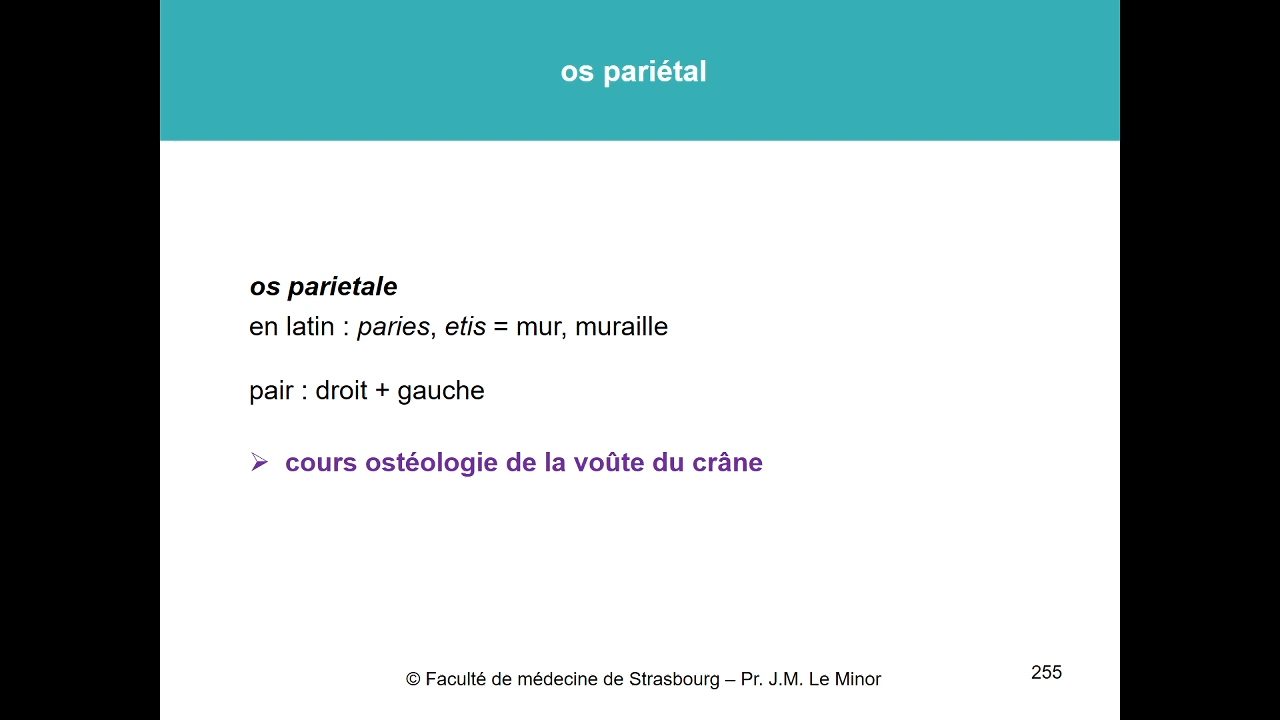 os pariétal
os parietale
en latin : paries, etis = mur, muraille
pair : droit + gauche
➢ cours ostéologie de la voûte du crâne
© Faculté de médecine de Strasbourg – Pr. J.M. Le Minor
255